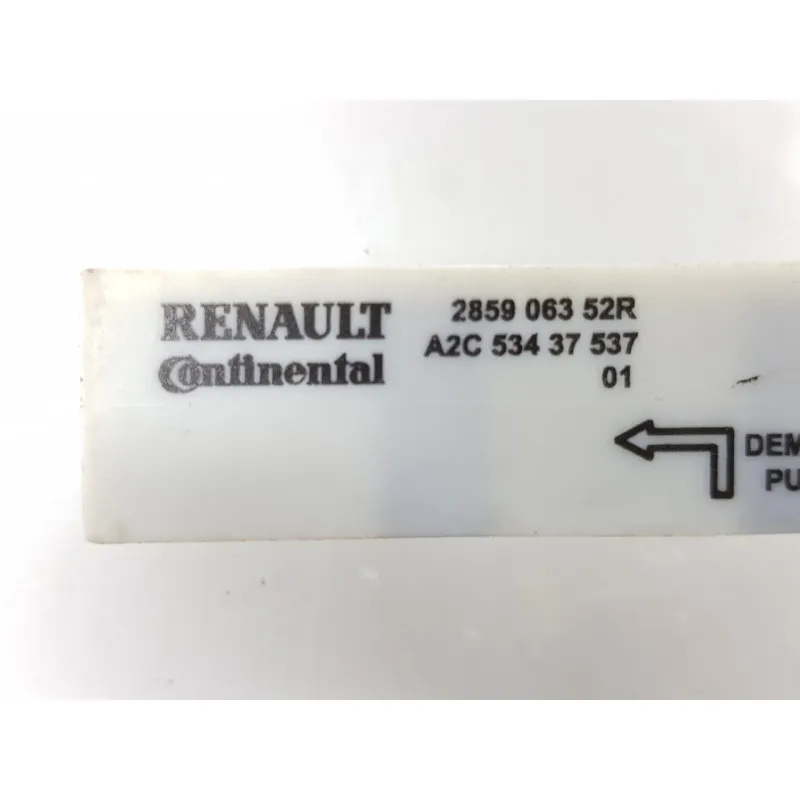 RENAULT
Continental
2859 063 52R
A2C 534 37 537
01
DEM
PU